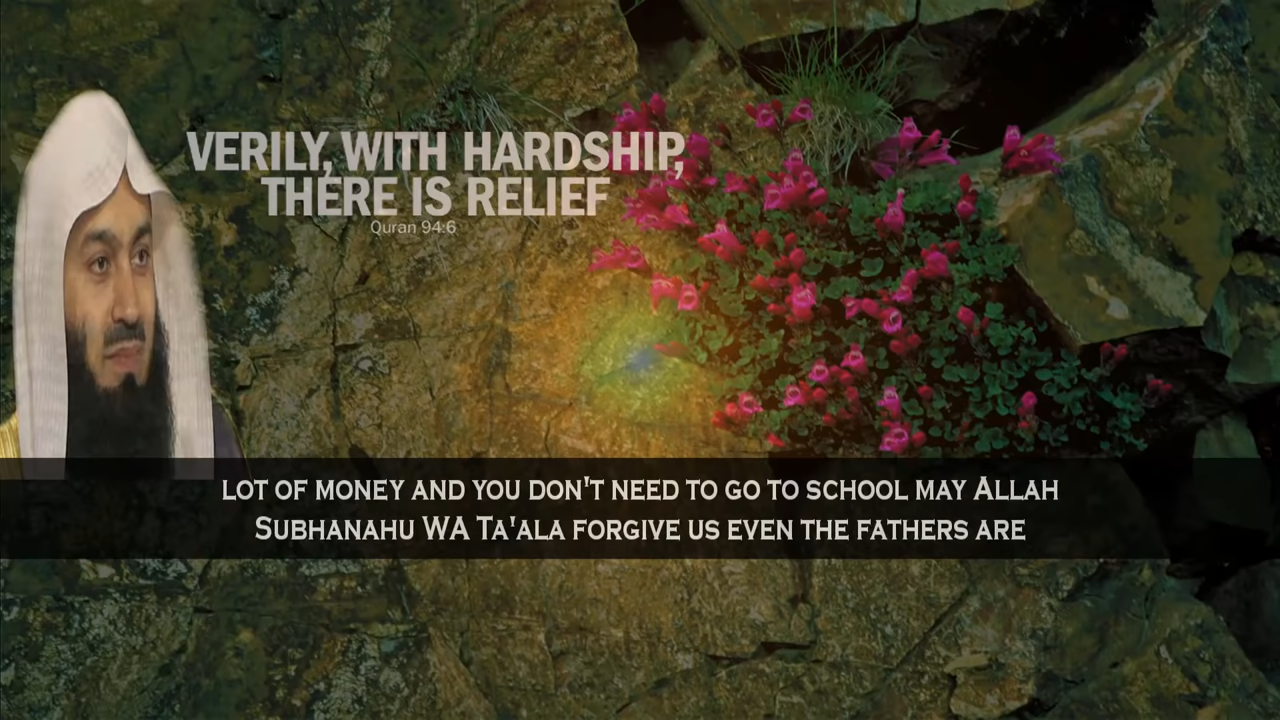 VERILY, WITH HARDSHIP,
THERE IS RELIEF
Quran 94:6
LOT OF MONEY AND YOU DON'T NEED TO GO TO SCHOOL MAY ALLAH
SUBHANAHU WA TA'ALA FORGIVE US EVEN THE FATHERS ARE